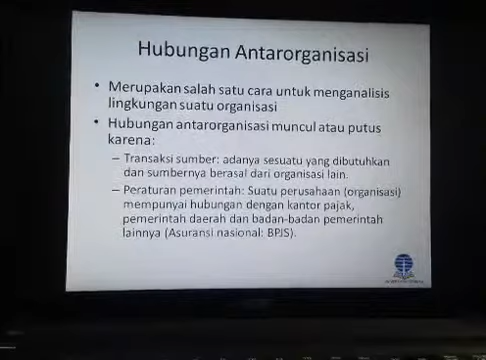 Hubungan Antarorganisasi
• Merupakan salah satu cara untuk menganalisis
lingkungan suatu organisasi
• Hubungan antarorganisasi muncul atau putus
karena:
– Transaksi sumber: adanya sesuatu yang dibutuhkan
dan sumbernya berasal dari organisasi lain.
– Peraturan pemerintah: Suatu perusahaan (organisasi)
mempunyai hubungan dengan kantor pajak,
pemerintah daerah dan badan-badan pemerintah
lainnya (Asuransi nasional: BPJS).